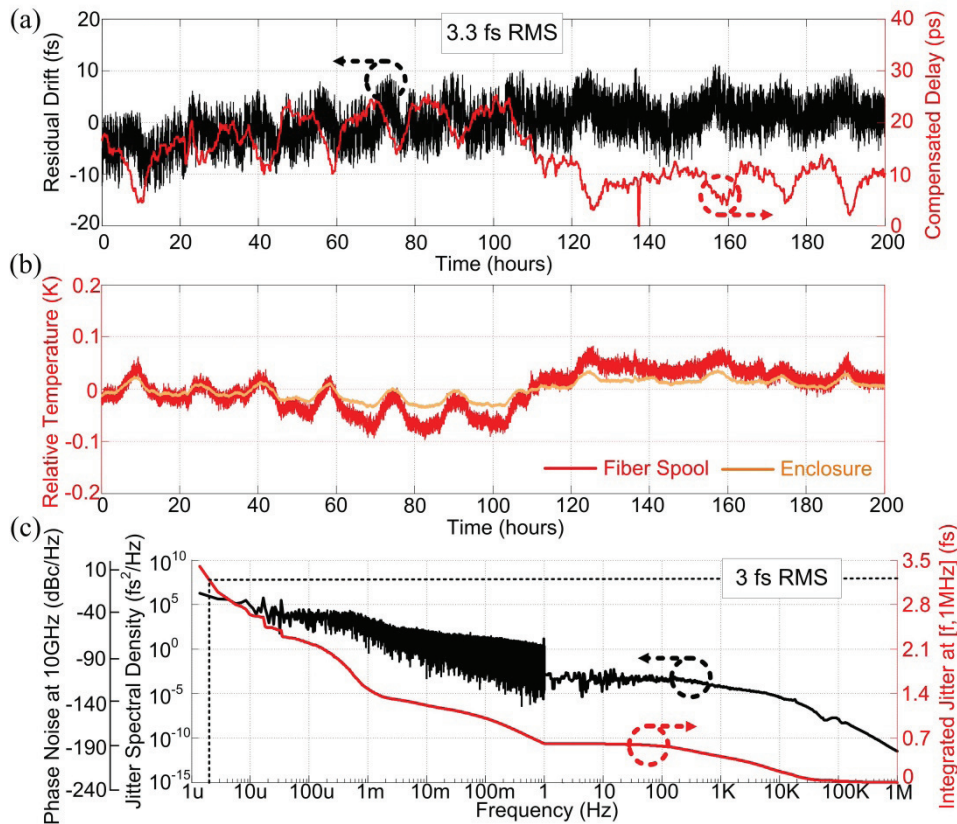 (a)
Residual Drift (fs)
20
10
0
-10
-20
3.3 fs RMS
40
30
20
10
0
Compensated Delay (ps)
0 20 40 60 80 100 120 140 160 180 200
Time (hours)
(b)
Relative Temperature (K)
0.2
0.1
0
-0.1
-0.2
Fiber Spool
Enclosure
0 20 40 60 80 100 120 140 160 180 200
Time (hours)
(c)
Phase Noise at 10GHz (dBc/Hz)
10
-40
-90
-140
-190
-240
Jitter Spectral Density (fs²/Hz)
10¹⁰
10⁵
10⁰
10⁻⁵
10⁻¹⁰
10⁻¹⁵
3 fs RMS
3.5
2.8
2.1
1.4
0.7
0
Integrated Jitter at [f,1MHz] (fs)
1u 10u 100u 1m 10m 100m 1 10 100 1K 10K 100K 1M
Frequency (Hz)